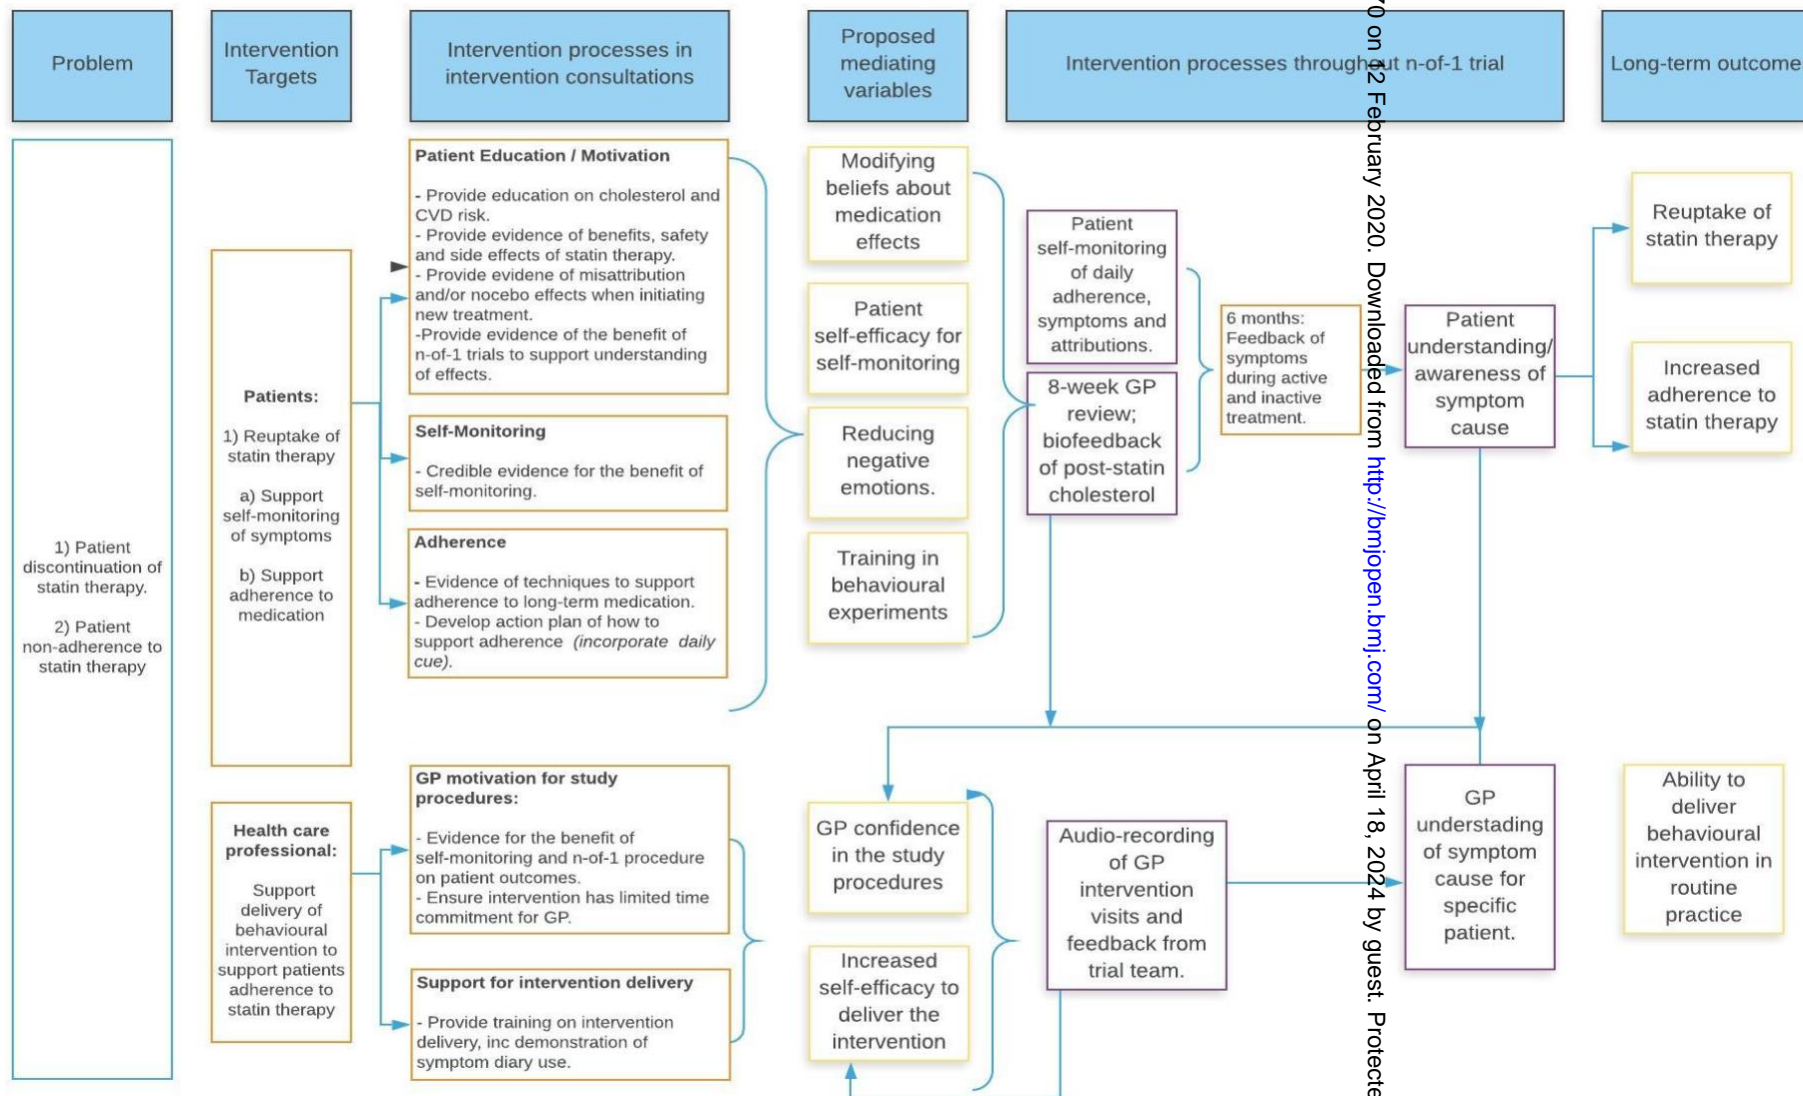 Problem
Intervention
Targets
Intervention processes in
intervention consultations
Proposed
mediating
variables
Intervention processes throughout n-of-1 trial
Long-term outcome
1) Patient
discontinuation of
statin therapy.
2) Patient
non-adherence to
statin therapy
Patients:
1) Reuptake of
statin therapy
a) Support
self-monitoring
of symptoms
b) Support
adherence to
medication
Health care
professional:
Support
delivery of
behavioural
intervention to
support patients
adherence to
statin therapy
Patient Education / Motivation
- Provide education on cholesterol and
CVD risk.
- Provide evidence of benefits, safety
and side effects of statin therapy.
- Provide evidene of misattribution
and/or nocebo effects when initiating
new treatment.
-Provide evidence of the benefit of
n-of-1 trials to support understanding
of effects.
Self-Monitoring
- Credible evidence for the benefit of
self-monitoring.
Adherence
- Evidence of techniques to support
adherence to long-term medication.
- Develop action plan of how to
support adherence (incorporate daily
cue).
GP motivation for study
procedures:
- Evidence for the benefit of
self-monitoring and n-of-1 procedure
on patient outcomes.
- Ensure intervention has limited time
commitment for GP.
Support for intervention delivery
- Provide training on intervention
delivery, inc demonstration of
symptom diary use.
Modifying
beliefs about
medication
effects
Patient
self-efficacy for
self-monitoring
Reducing
negative
emotions.
Training in
behavioural
experiments
GP confidence
in the study
procedures
Increased
self-efficacy to
deliver the
intervention
Patient
self-monitoring
of daily
adherence,
symptoms and
attributions.
8-week GP
review;
biofeedback
of post-statin
cholesterol
6 months:
Feedback of
symptoms
during active
and inactive
treatment.
Patient
understanding/
awareness of
symptom
cause
Audio-recording
of GP
intervention
visits and
feedback from
trial team.
GP
understading
of symptom
cause for
specific
patient.
Reuptake of
statin therapy
Increased
adherence to
statin therapy
Ability to
deliver
behavioural
intervention in
routine
practice
70 on 12 February 2020. Downloaded from http://bmjopen.bmj.com/ on April 18, 2024 by guest. Protecte